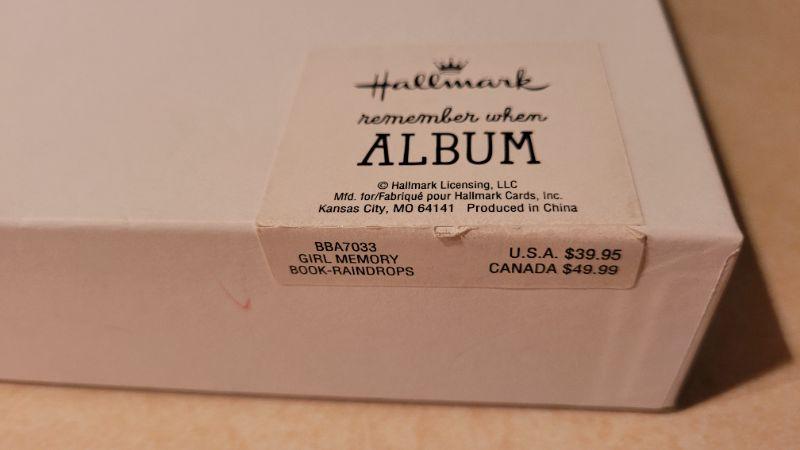 Hallmark
remember when
ALBUM
© Hallmark Licensing, LLC
Mfd. for/Fabriqué pour Hallmark Cards, Inc.
Kansas City, MO 64141 Produced in China
BBA7033
GIRL MEMORY
BOOK-RAINDROPS
U.S.A. $39.95
CANADA $49.99